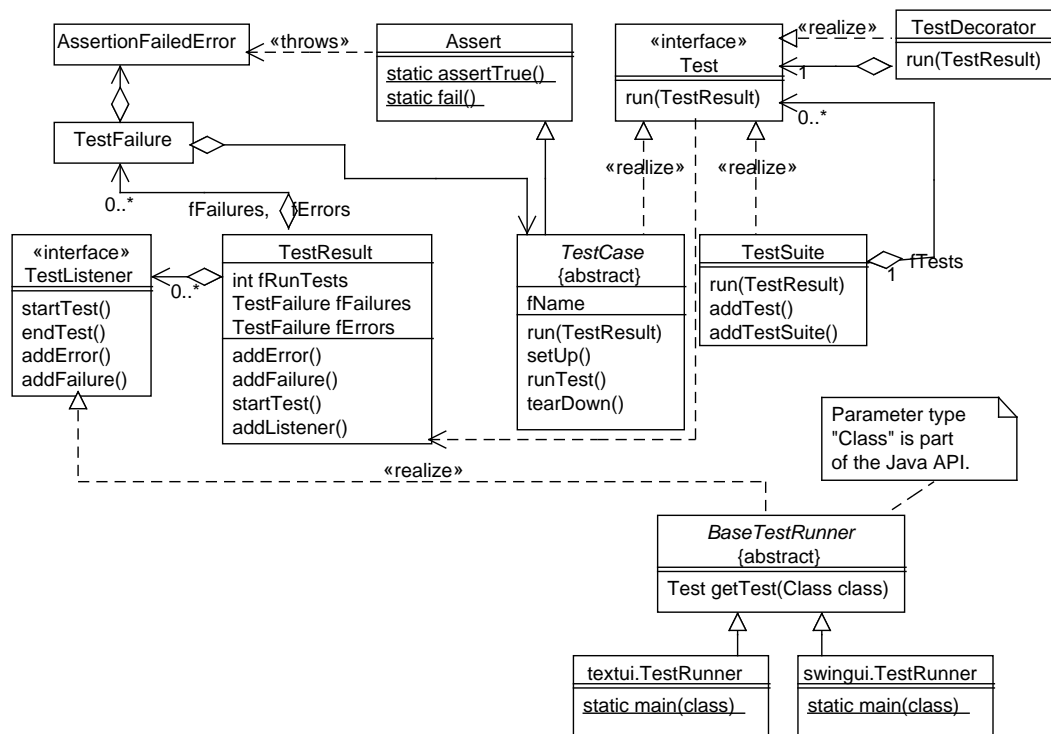 AssertionFailedError
«throws»
Assert
static assertTrue()
static fail()
«interface»
Test
run(TestResult)
«realize»
TestDecorator
run(TestResult)
1
0..*
TestFailure
«realize»
«realize»
0..*
fFailures, fErrors
«interface»
TestListener
startTest()
endTest()
addError()
addFailure()
0..*
TestResult
int fRunTests
TestFailure fFailures
TestFailure fErrors
addError()
addFailure()
startTest()
addListener()
TestCase
{abstract}
fName
run(TestResult)
setUp()
runTest()
tearDown()
TestSuite
run(TestResult)
addTest()
addTestSuite()
1
fTests
«realize»
Parameter type
"Class" is part
of the Java API.
BaseTestRunner
{abstract}
Test getTest(Class class)
textui.TestRunner
static main(class)
swingui.TestRunner
static main(class)